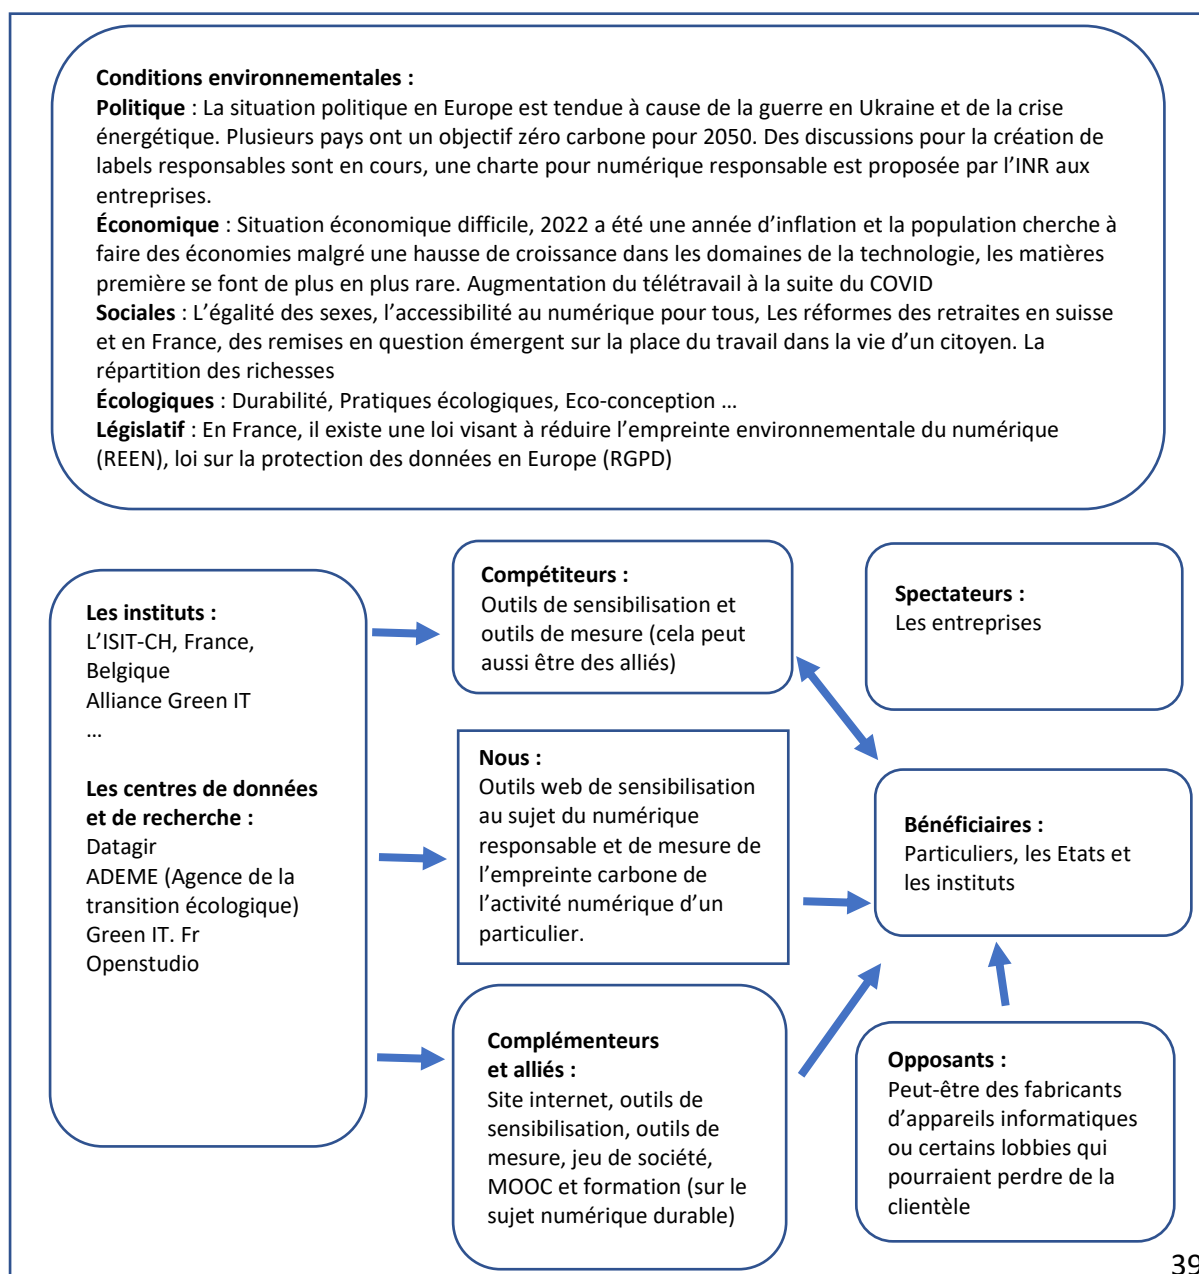 Conditions environnementales :
Politique : La situation politique en Europe est tendue à cause de la guerre en Ukraine et de la crise
énergétique. Plusieurs pays ont un objectif zéro carbone pour 2050. Des discussions pour la création de
labels responsables sont en cours, une charte pour numérique responsable est proposée par l’INR aux
entreprises.
Économique : Situation économique difficile, 2022 a été une année d’inflation et la population cherche à
faire des économies malgré une hausse de croissance dans les domaines de la technologie, les matières
première se font de plus en plus rare. Augmentation du télétravail à la suite du COVID
Sociales : L’égalité des sexes, l’accessibilité au numérique pour tous, Les réformes des retraites en suisse
et en France, des remises en question émergent sur la place du travail dans la vie d’un citoyen. La
répartition des richesses
Écologiques : Durabilité, Pratiques écologiques, Eco-conception …
Législatif : En France, il existe une loi visant à réduire l’empreinte environnementale du numérique
(REEN), loi sur la protection des données en Europe (RGPD)
Les instituts :
L’ISIT-CH, France,
Belgique
Alliance Green IT
…
Les centres de données
et de recherche :
Datagir
ADEME (Agence de la
transition écologique)
Green IT. Fr
Openstudio
Compétiteurs :
Outils de sensibilisation et
outils de mesure (cela peut
aussi être des alliés)
Nous :
Outils web de sensibilisation
au sujet du numérique
responsable et de mesure de
l’empreinte carbone de
l’activité numérique d’un
particulier.
Complémenteurs
et alliés :
Site internet, outils de
sensibilisation, outils de
mesure, jeu de société,
MOOC et formation (sur le
sujet numérique durable)
Spectateurs :
Les entreprises
Bénéficiaires :
Particuliers, les Etats et
les instituts
Opposants :
Peut-être des fabricants
d’appareils informatiques
ou certains lobbies qui
pourraient perdre de la
clientèle
39